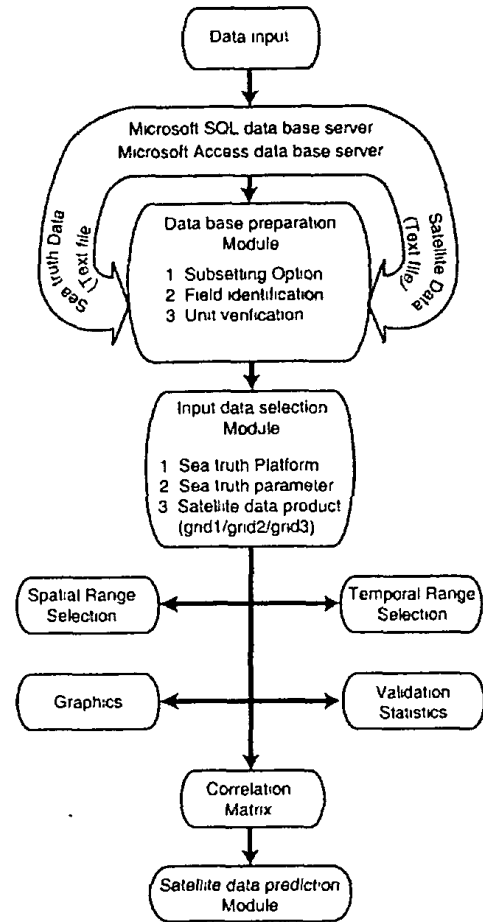 Data input
Microsoft SQL data base server
Microsoft Access data base server
Sea truth Data
(Text file
Satellite Data
(Text file)
Data base preparation
Module
1 Subsetting Option
2 Field identification
3 Unit verification
Input data selection
Module
1 Sea truth Platform
2 Sea truth parameter
3 Satellite data product
(grid1/grid2/grid3)
Spatial Range
Selection
Temporal Range
Selection
Graphics
Validation
Statistics
Correlation
Matrix
Satellite data prediction
Module